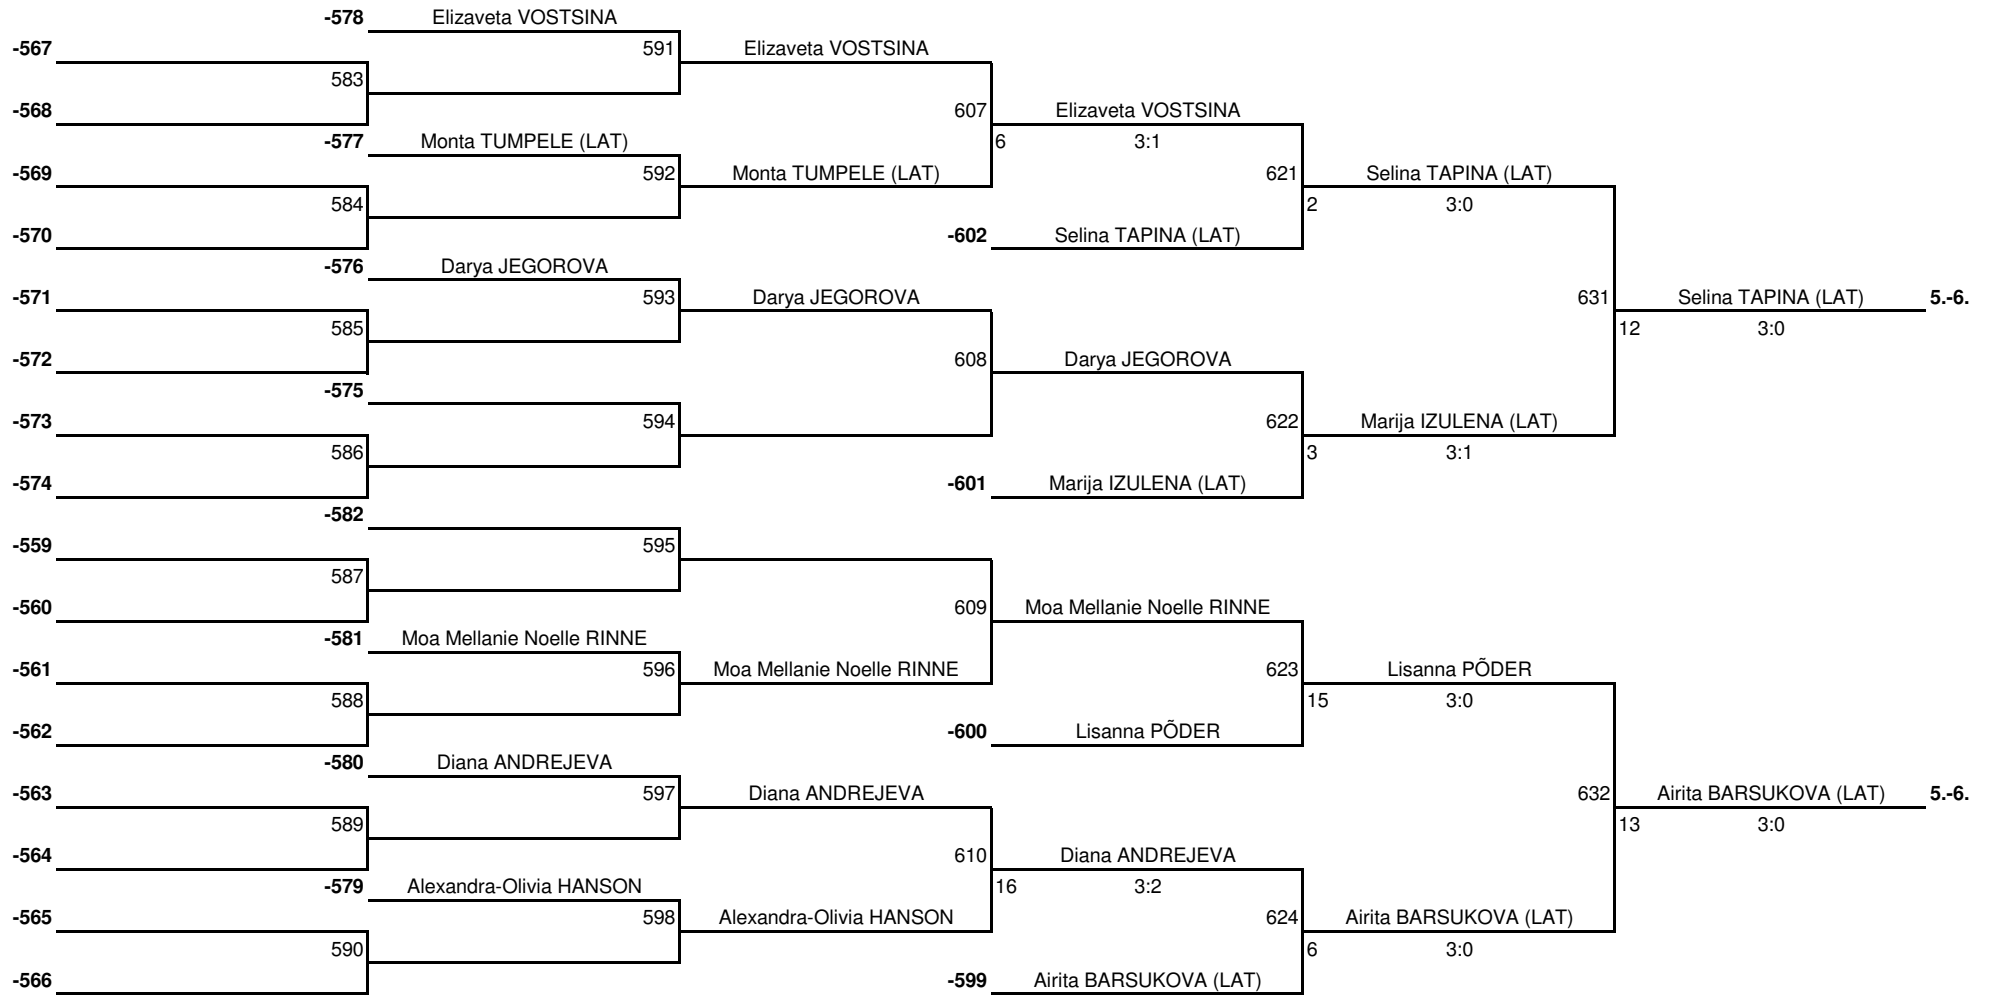 -578 Elizaveta VOSTSINA
-567 591 Elizaveta VOSTSINA
583
-568 607 Elizaveta VOSTSINA
-577 Monta TUMPELE (LAT) 6 3:1
-569 592 Monta TUMPELE (LAT) 621 Selina TAPINA (LAT)
584 2 3:0
-570 -602 Selina TAPINA (LAT)
-576 Darya JEGOROVA
-571 593 Darya JEGOROVA 631 Selina TAPINA (LAT) 5.-6.
585 12 3:0
-572 608 Darya JEGOROVA
-575
-573 594 622 Marija IZULENA (LAT)
586 3 3:1
-574 -601 Marija IZULENA (LAT)
-582
-559 595
587
-560 609 Moa Mellanie Noelle RINNE
-581 Moa Mellanie Noelle RINNE
-561 596 Moa Mellanie Noelle RINNE 623 Lisanna PÕDER
588 15 3:0
-562 -600 Lisanna PÕDER
-580 Diana ANDREJEVA
-563 597 Diana ANDREJEVA 632 Airita BARSUKOVA (LAT) 5.-6.
589 13 3:0
-564 610 Diana ANDREJEVA
-579 Alexandra-Olivia HANSON 16 3:2
-565 598 Alexandra-Olivia HANSON 624 Airita BARSUKOVA (LAT)
590 6 3:0
-566 -599 Airita BARSUKOVA (LAT)